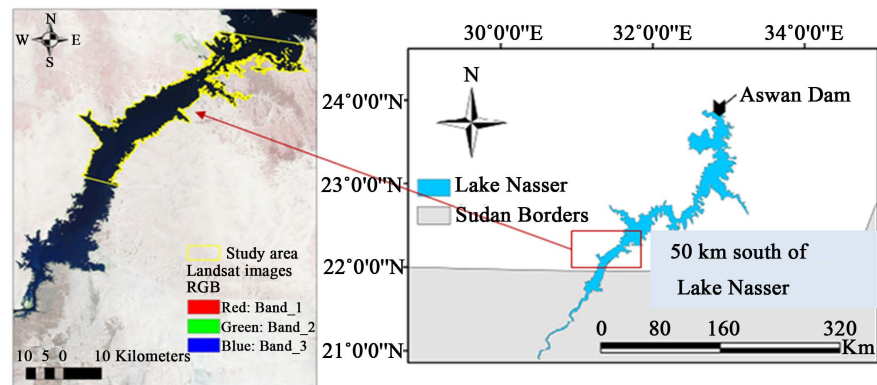 N
W E
S
Study area
Landsat images
RGB
Red: Band_1
Green: Band_2
Blue: Band_3
10 5 0 10 Kilometers
30°0'0"E 32°0'0"E 34°0'0"E
24°0'0"N
23°0'0"N
22°0'0"N
21°0'0"N
N
Aswan Dam
Lake Nasser
Sudan Borders
50 km south of
Lake Nasser
0 80 160 320
Km